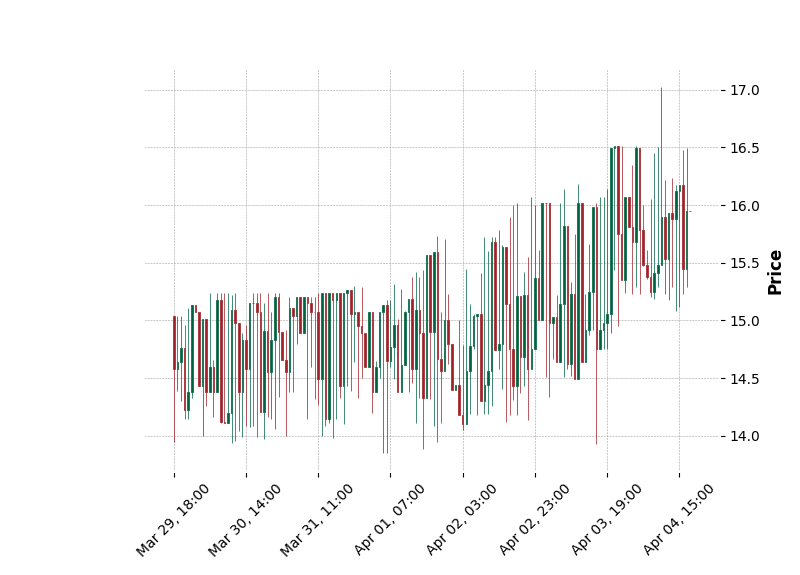 17.0
16.5
16.0
15.5
15.0
14.5
14.0
Price
Mar 29, 18:00
Mar 30, 14:00
Mar 31, 11:00
Apr 01, 07:00
Apr 02, 03:00
Apr 02, 23:00
Apr 03, 19:00
Apr 04, 15:00